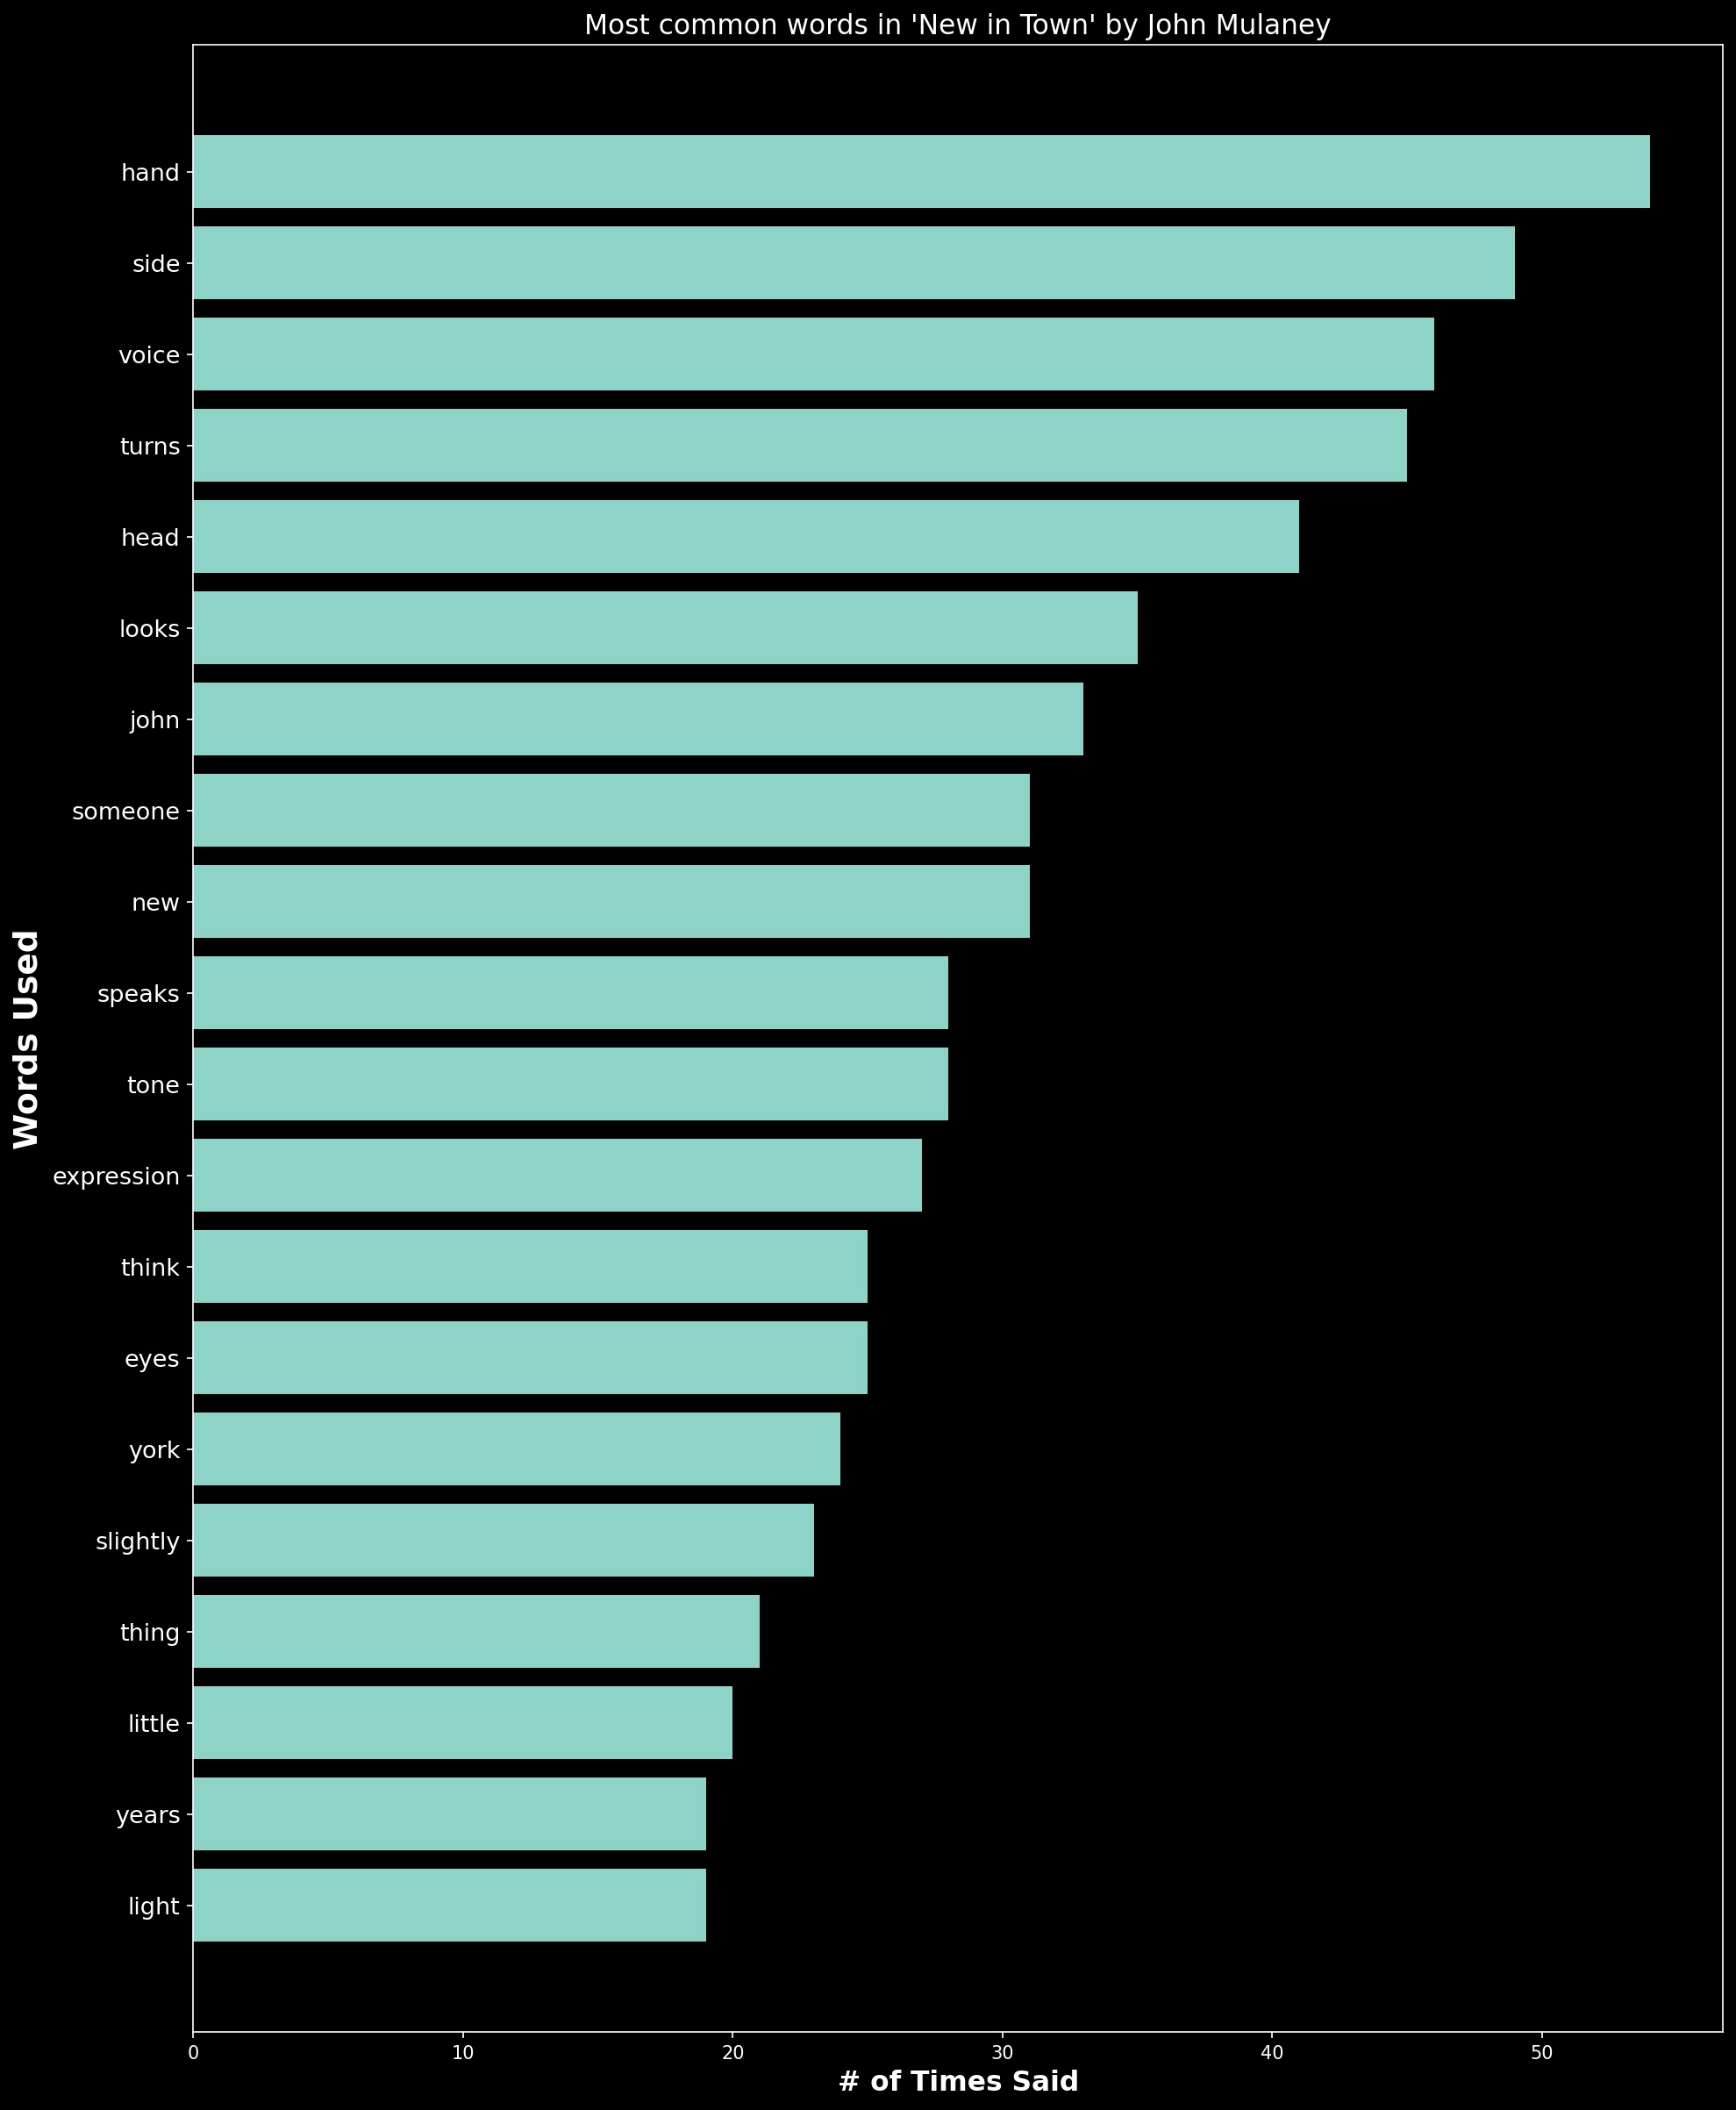 Most common words in 'New in Town' by John Mulaney
hand
side
voice
turns
head
looks
john
someone
new
speaks
tone
expression
think
eyes
york
slightly
thing
little
years
light
Words Used
0 10 20 30 40 50
# of Times Said